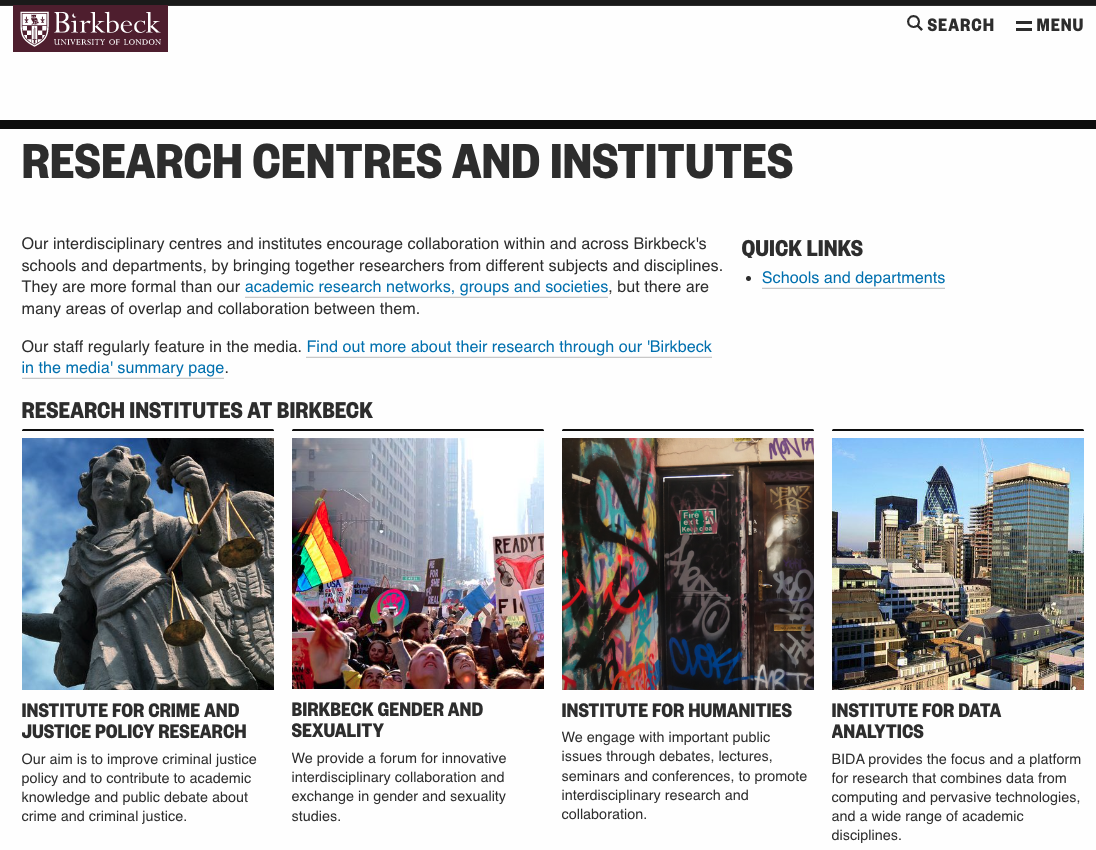 Birkbeck
UNIVERSITY OF LONDON
SEARCH
MENU
RESEARCH CENTRES AND INSTITUTES
Our interdisciplinary centres and institutes encourage collaboration within and across Birkbeck's
schools and departments, by bringing together researchers from different subjects and disciplines.
They are more formal than our academic research networks, groups and societies, but there are
many areas of overlap and collaboration between them.
Our staff regularly feature in the media. Find out more about their research through our 'Birkbeck
in the media' summary page.
QUICK LINKS
• Schools and departments
RESEARCH INSTITUTES AT BIRKBECK
READY T
FI
Fire
exit
Keep clear
ARTS
INSTITUTE FOR CRIME AND
JUSTICE POLICY RESEARCH
Our aim is to improve criminal justice
policy and to contribute to academic
knowledge and public debate about
crime and criminal justice.
BIRKBECK GENDER AND
SEXUALITY
We provide a forum for innovative
interdisciplinary collaboration and
exchange in gender and sexuality
studies.
INSTITUTE FOR HUMANITIES
We engage with important public
issues through debates, lectures,
seminars and conferences, to promote
interdisciplinary research and
collaboration.
INSTITUTE FOR DATA
ANALYTICS
BIDA provides the focus and a platform
for research that combines data from
computing and pervasive technologies,
and a wide range of academic
disciplines.